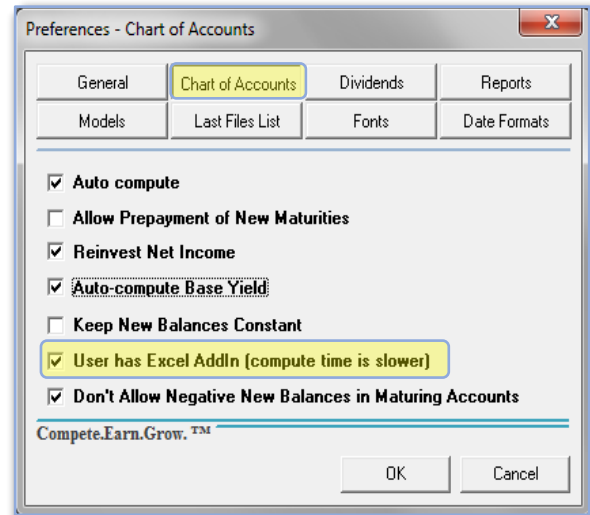 Preferences - Chart of Accounts
X
General Chart of Accounts Dividends Reports
Models Last Files List Fonts Date Formats
Auto compute
Allow Prepayment of New Maturities
Reinvest Net Income
Auto-compute Base Yield
Keep New Balances Constant
User has Excel AddIn (compute time is slower)
Don't Allow Negative New Balances in Maturing Accounts
Compete.Earn.Grow. ™
OK Cancel